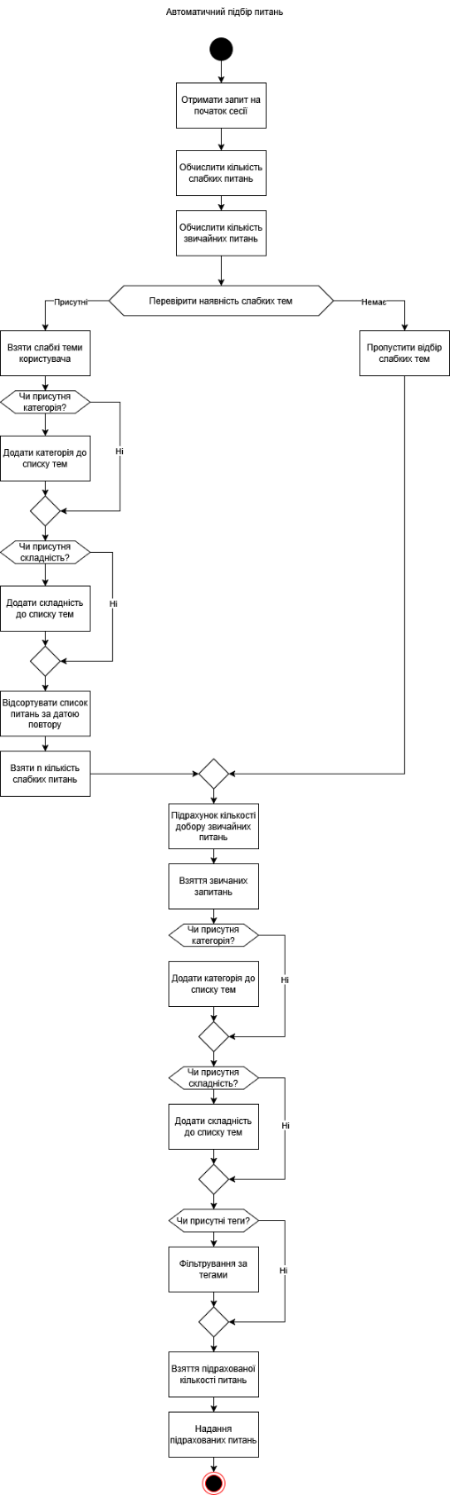 Автоматичний підбір питань
Отримати запит на
початок сесії
Обчислити кількість
слабких питань
Обчислити кількість
звичайних питань
Присутні
Перевірити наявність слабких тем
Немає
Взяти слабкі теми
користувача
Пропустити відбір
слабких тем
Чи присутня
категорія?
Ні
Додати категорія до
списку тем
Чи присутня
складність?
Ні
Додати складність
до списку тем
Відсортувати список
питань за датою
повтору
Взяти n кількість
слабких питань
Підрахунок кількості
добору звичайних
питань
Взяття звичаних
запитань
Чи присутня
категорія?
Ні
Додати категорія до
списку тем
Чи присутня
складність?
Ні
Додати складність
до списку тем
Чи присутні теги?
Ні
Фільтрування за
тегами
Взяття підрахованої
кількості питань
Надання
підрахованих питань